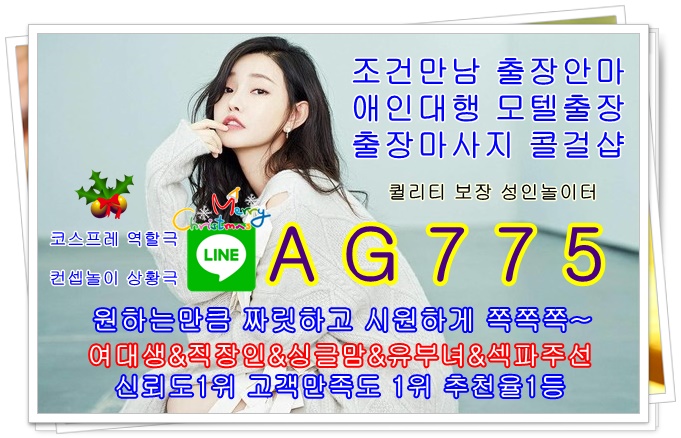 조건만남 출장안마
애인대행 모텔출장
출장마사지 콜걸샵
퀄리티 보장 성인놀이터
Merry
Christmas
코스프레 역할극
LINE
AG775
컨셉놀이 상황극
원하는만큼 짜릿하고 시원하게 쪽쪽쪽~
여대생&직장인&싱글맘&유부녀&섹파주선
신뢰도1위 고객만족도 1위 추천율1등